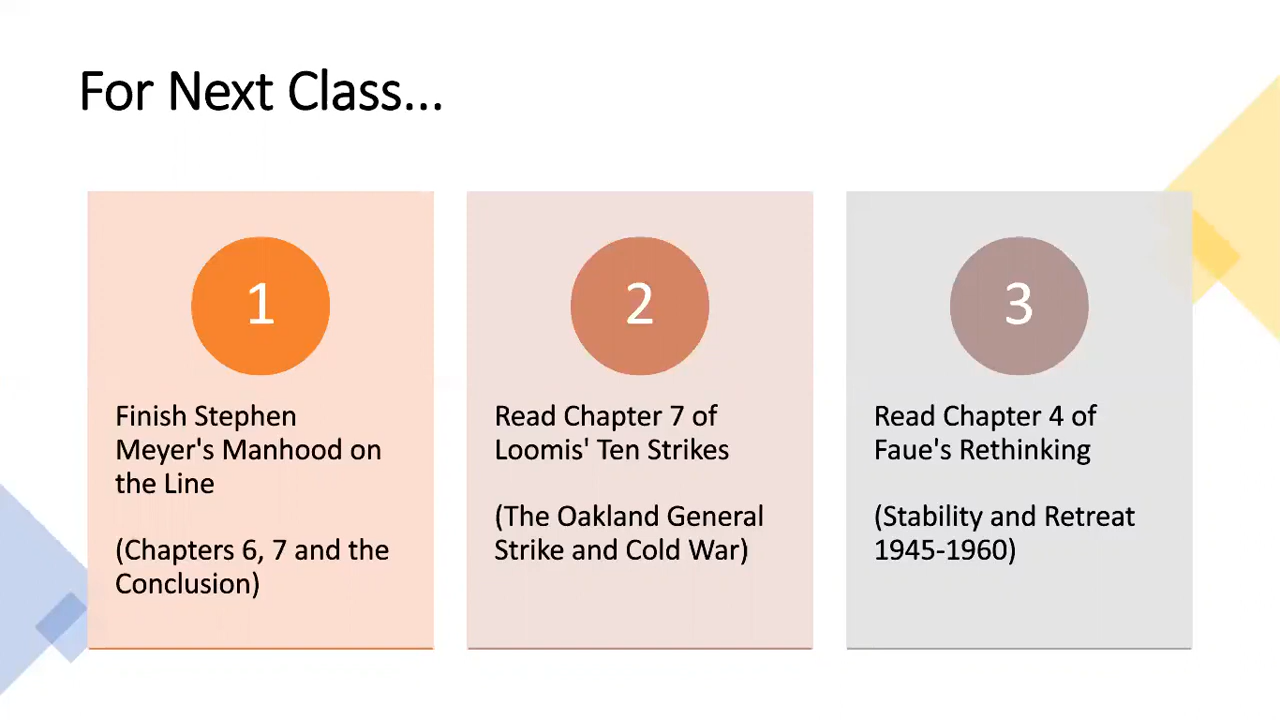 For Next Class...
1
Finish Stephen
Meyer's Manhood on
the Line
(Chapters 6, 7 and the
Conclusion)
2
Read Chapter 7 of
Loomis' Ten Strikes
(The Oakland General
Strike and Cold War)
3
Read Chapter 4 of
Faue's Rethinking
(Stability and Retreat
1945-1960)